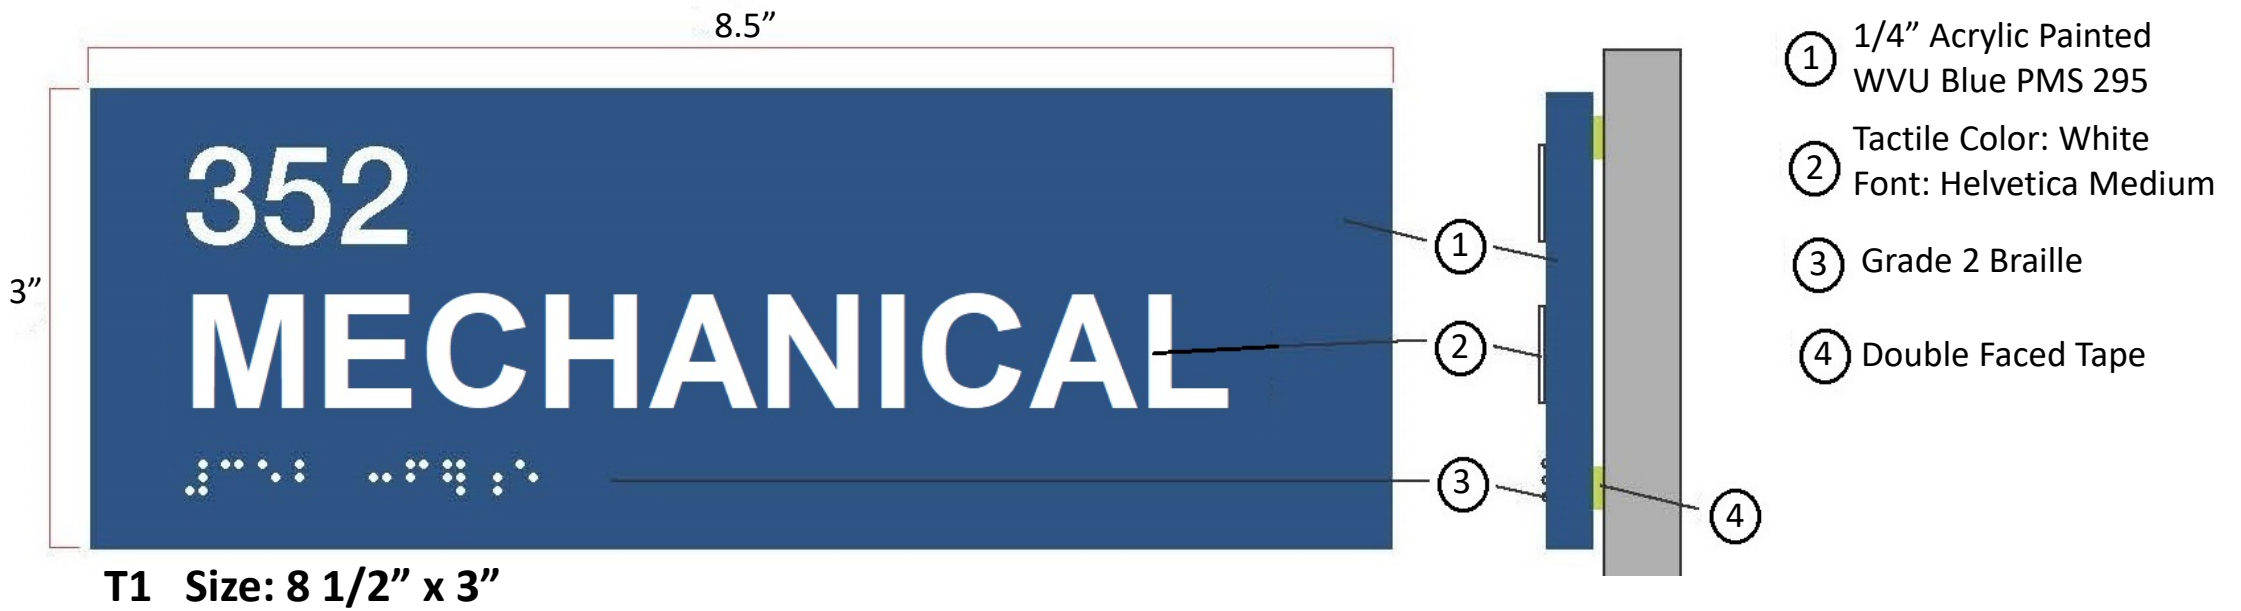 8.5”
3”
352
MECHANICAL
1
2
3
4
1 1/4” Acrylic Painted
WVU Blue PMS 295
2 Tactile Color: White
Font: Helvetica Medium
3 Grade 2 Braille
4 Double Faced Tape
T1 Size: 8 1/2” x 3”